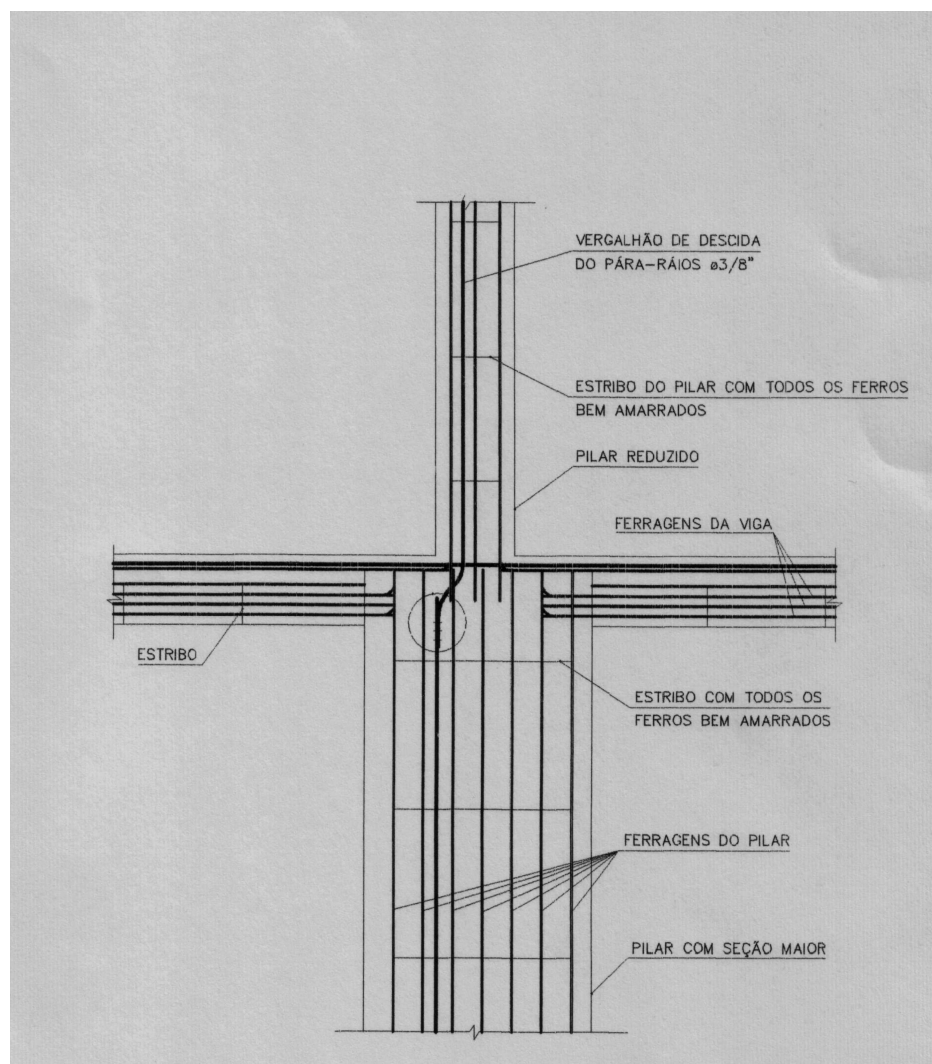 VERGALHÃO DE DESCIDA
DO PÁRA-RÁIOS ø3/8"
ESTRIBO DO PILAR COM TODOS OS FERROS
BEM AMARRADOS
PILAR REDUZIDO
FERRAGENS DA VIGA
ESTRIBO
ESTRIBO COM TODOS OS
FERROS BEM AMARRADOS
FERRAGENS DO PILAR
PILAR COM SEÇÃO MAIOR